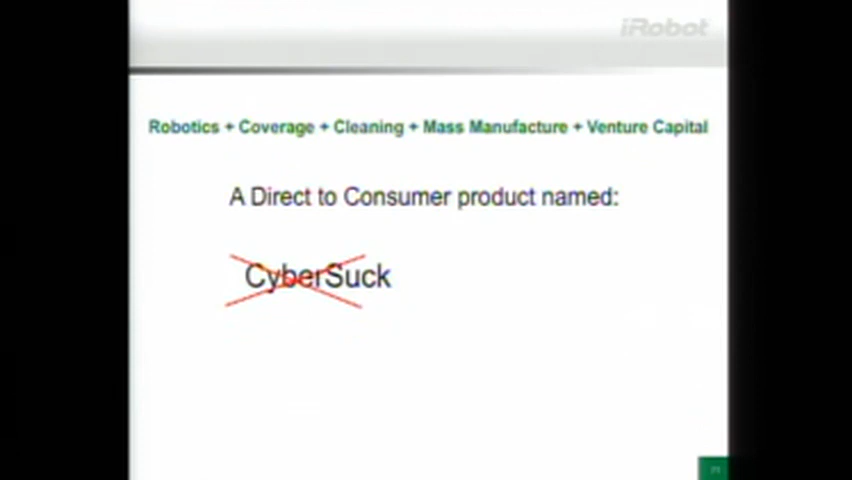 iRobot
Robotics + Coverage + Cleaning + Mass Manufacture + Venture Capital
A Direct to Consumer product named:
CyberSuck